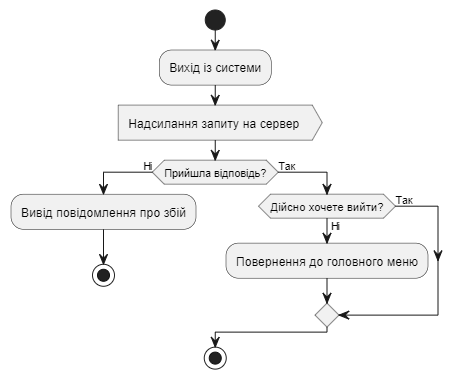 Вихід із системи
Надсилання запиту на сервер
Ні
Прийшла відповідь?
Так
Вивід повідомлення про збій
Дійсно хочете вийти?
Так
Ні
Повернення до головного меню